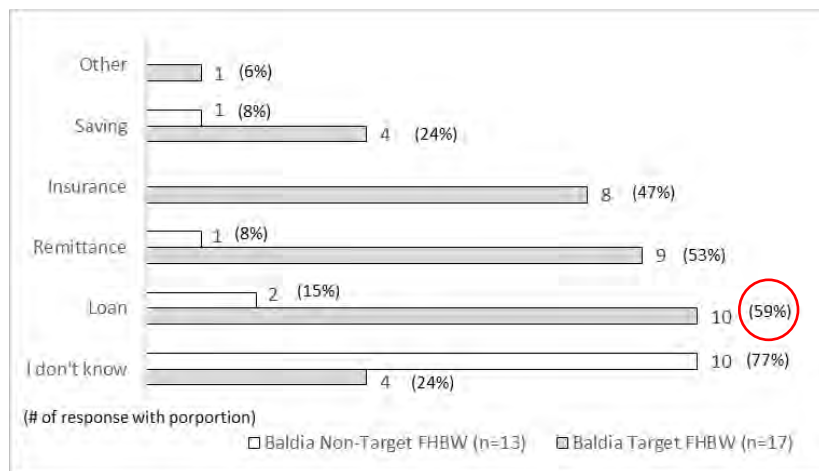 Other
1 (6%)
1 (8%)
Saving
4 (24%)
Insurance
8 (47%)
1 (8%)
Remittance
9 (53%)
2 (15%)
Loan
10 (59%)
10 (77%)
I don't know
4 (24%)
(# of response with porportion)
Baldia Non-Target FHBW (n=13) Baldia Target FHBW (n=17)